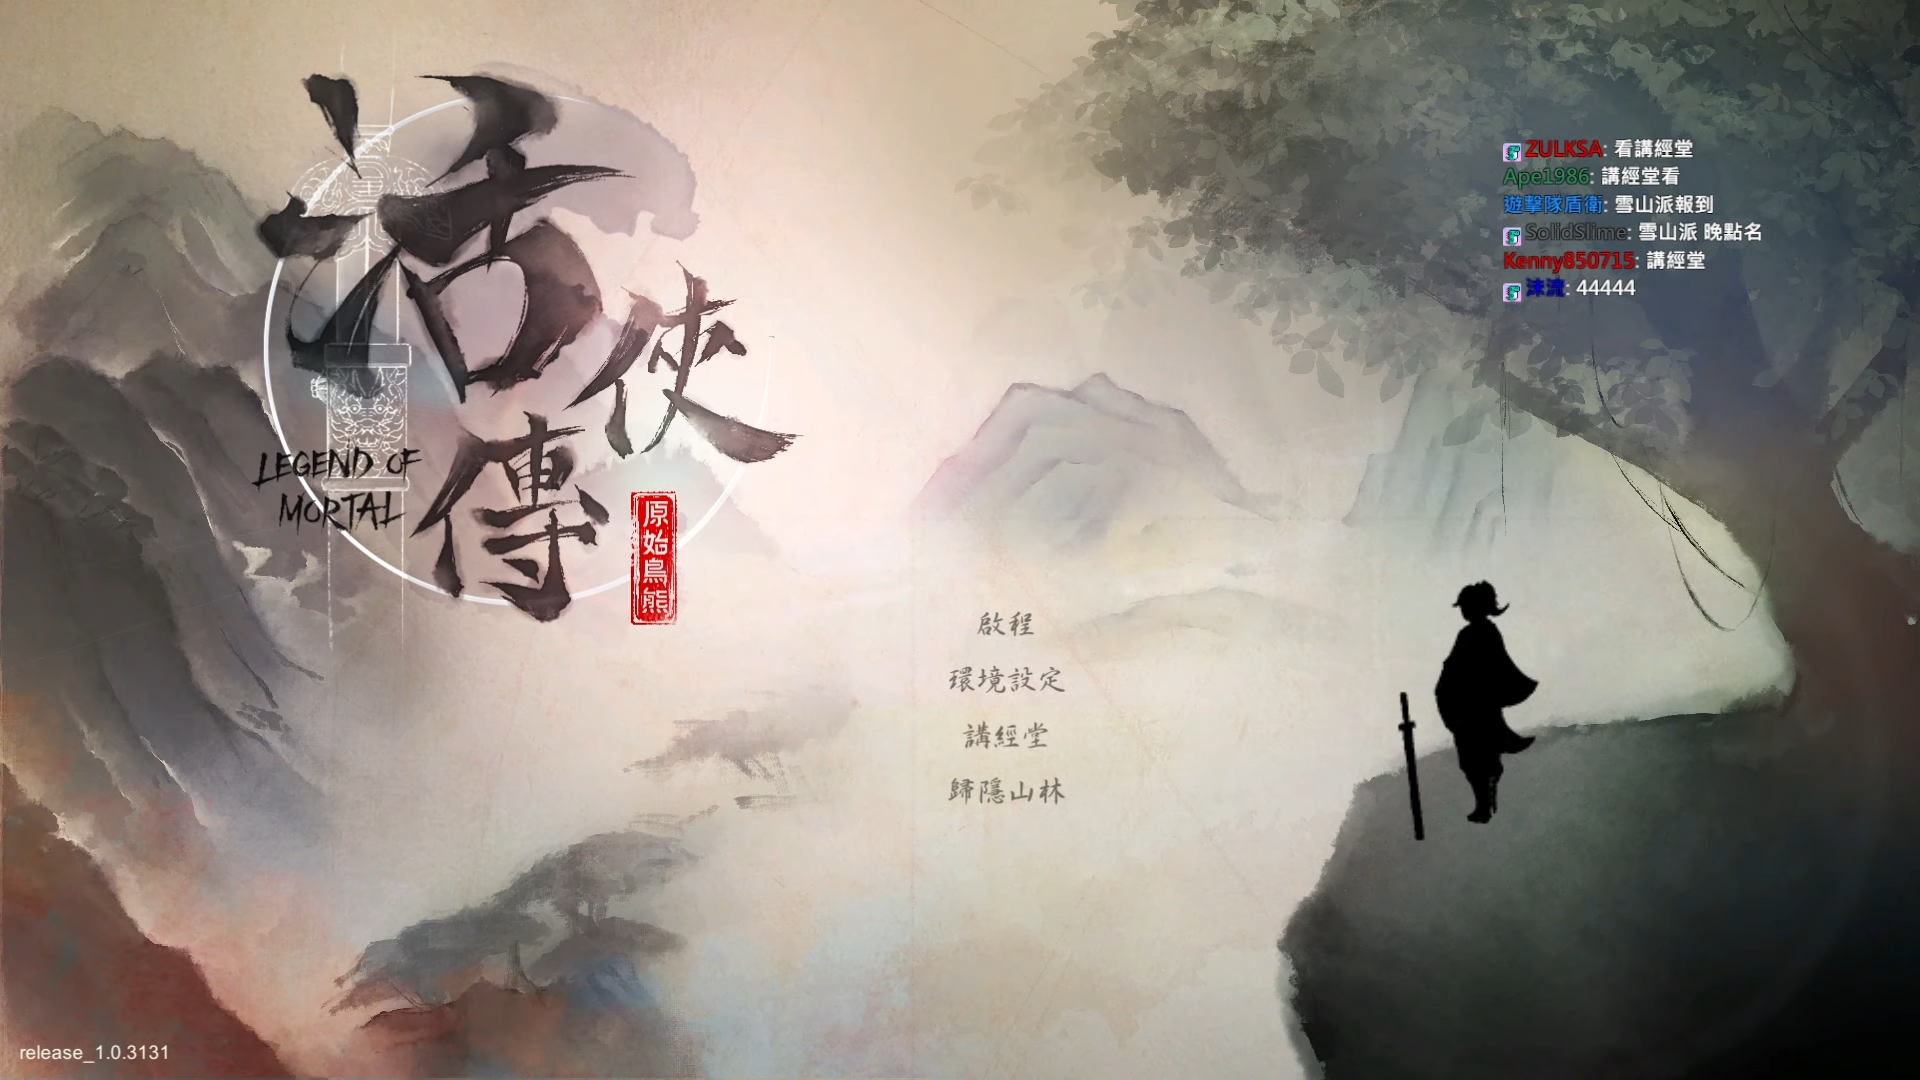 活俠傳
LEGEND OF
MORTAL
原始鳥熊
ZULKSA: 看講經堂
Ape1986: 講經堂看
遊擊隊盾衛: 雪山派報到
SolidSlime: 雪山派 晚點名
Kenny850715: 講經堂
沫流: 44444
啟程
環境設定
講經堂
歸隱山林
release_1.0.3131